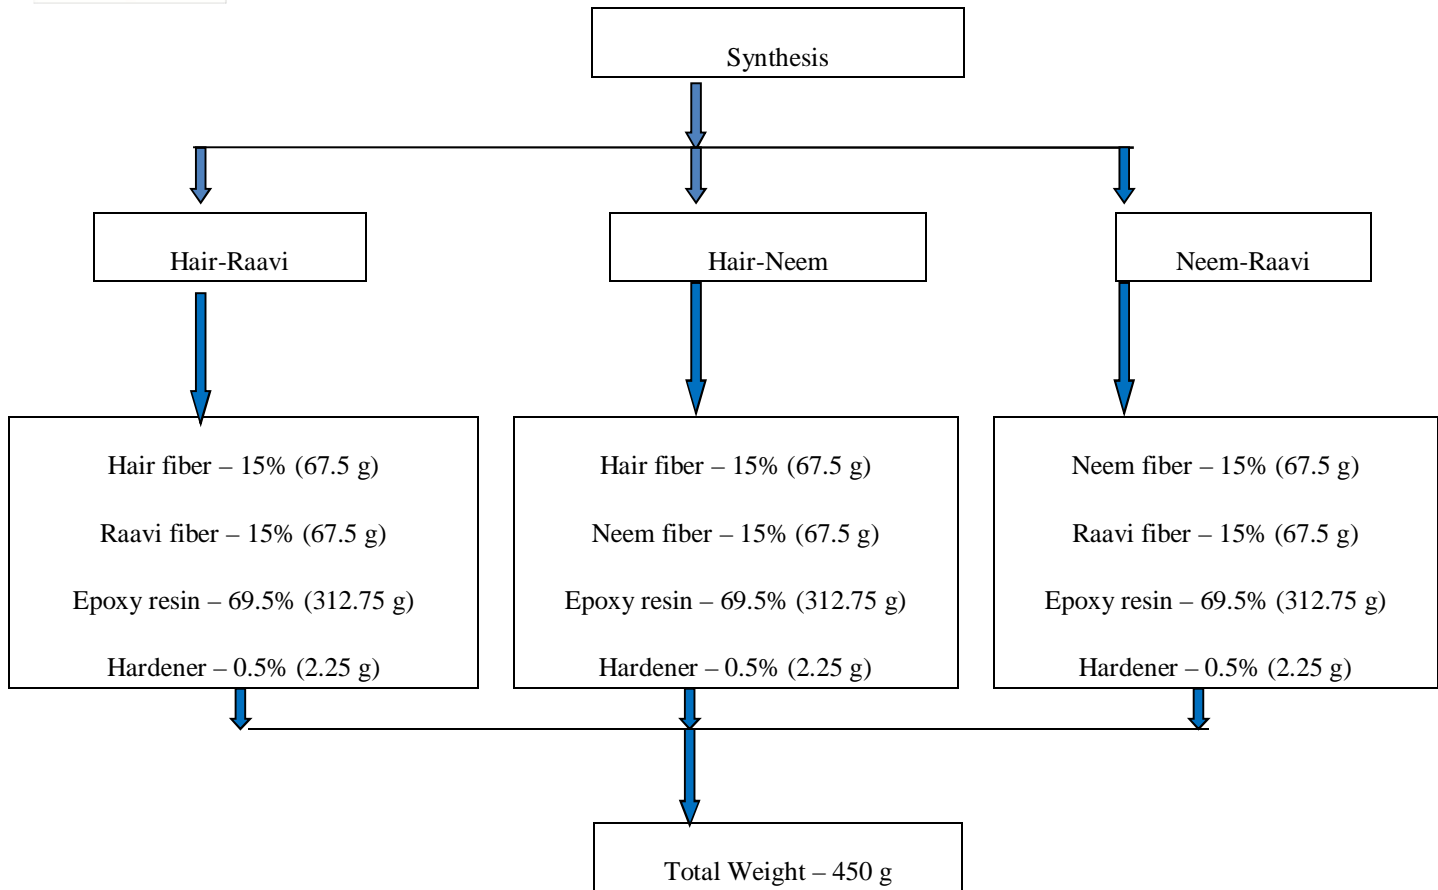 Synthesis
Hair-Raavi
Hair-Neem
Neem-Raavi
Hair fiber – 15% (67.5 g)
Raavi fiber – 15% (67.5 g)
Epoxy resin – 69.5% (312.75 g)
Hardener – 0.5% (2.25 g)
Hair fiber – 15% (67.5 g)
Neem fiber – 15% (67.5 g)
Epoxy resin – 69.5% (312.75 g)
Hardener – 0.5% (2.25 g)
Neem fiber – 15% (67.5 g)
Raavi fiber – 15% (67.5 g)
Epoxy resin – 69.5% (312.75 g)
Hardener – 0.5% (2.25 g)
Total Weight – 450 g